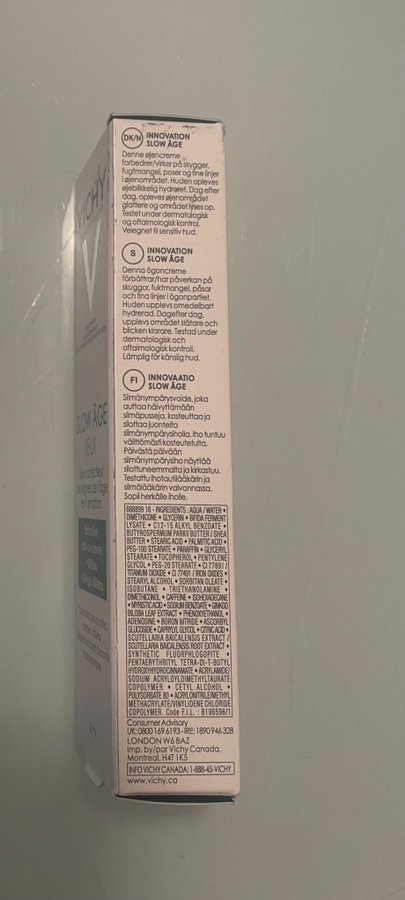 VICHY
SLOW ÂGE
YEUX
DK/N INNOVATION
SLOW ÂGE
Denne øjencreme
forbedrer/virker på skygger,
fugtmangel, poser og fine linjer
i øjenområdet. Huden opleves
øjeblikkelig hydreret. Dag efter
dag, opleves øjenområdet
glattere og området lyses op.
Testet under dermatologisk
og oftalmologisk kontrol.
Velegnet til sensitiv hud.
S INNOVATION
SLOW ÂGE
Denna ögoncreme
förbättrar/har påverkan på
skuggor, fuktmangel, påsar
och fina linjer i ögonpartiet.
Huden upplevs omedelbart
hydrerad. Dag efter dag,
upplevs området slätare och
blicken klarare. Testad under
dermatologisk och
oftalmologisk kontroll.
Lämplig för känslig hud.
FI INNOVAATIO
SLOW ÂGE
Silmänympärysvoide, joka
auttaa häivyttämään
silmäpusseja, kosteuttaa ja
silottaa juonteita
silmänympärysiholla. Iho tuntuu
välittömästi kosteutetulta.
Päivästä päivään
silmänympärysiho näyttää
silottuneemmalta ja kirkastuu.
Testattu ihotautilääkärin ja
silmälääkärin valvonnassa.
Sopii herkälle iholle.
688899 18 - INGREDIENTS: AQUA / WATER •
DIMETHICONE • GLYCERIN • BIFIDA FERMENT
LYSATE • C12-15 ALKYL BENZOATE •
BUTYROSPERMUM PARKII BUTTER / SHEA
BUTTER • STEARIC ACID • PALMITIC ACID •
PEG-100 STEARATE • PARAFFIN • GLYCERYL
STEARATE • TOCOPHEROL • PENTYLENE
GLYCOL • PEG-20 STEARATE • CI 77891 /
TITANIUM DIOXIDE • CI 77491 / IRON OXIDES •
STEARYL ALCOHOL • SORBITAN OLEATE •
ISOBUTANE • TRIETHANOLAMINE •
DIMETHICONOL • CAFFEINE • ISOHEXADECANE
• MYRISTIC ACID • SODIUM BENZOATE • GINKGO
BILOBA LEAF EXTRACT • PHENOXYETHANOL •
ADENOSINE • BORON NITRIDE • ASCORBYL
GLUCOSIDE • CAPRYLYL GLYCOL • CITRIC ACID •
SCUTELLARIA BAICALENSIS EXTRACT /
SCUTELLARIA BAICALENSIS ROOT EXTRACT •
SYNTHETIC FLUORPHLOGOPITE •
PENTAERYTHRITYL TETRA-DI-T-BUTYL
HYDROXYHYDROCINNAMATE • ACRYLAMIDE/
SODIUM ACRYLOYLDIMETHYLTAURATE
COPOLYMER • CETYL ALCOHOL •
POLYSORBATE 80 • ACRYLONITRILE/METHYL
METHACRYLATE/VINYLIDENE CHLORIDE
COPOLYMER. Code F.I.L. : B196596/1
Consumer Advisory
UK: 0800 169 6193 - IRE: 1890 946 328
LONDON W6 8AZ
Imp. by/par Vichy Canada,
Montreal, H4T 1K5
INFO VICHY CANADA: 1-888-45-VICHY
www.vichy.ca